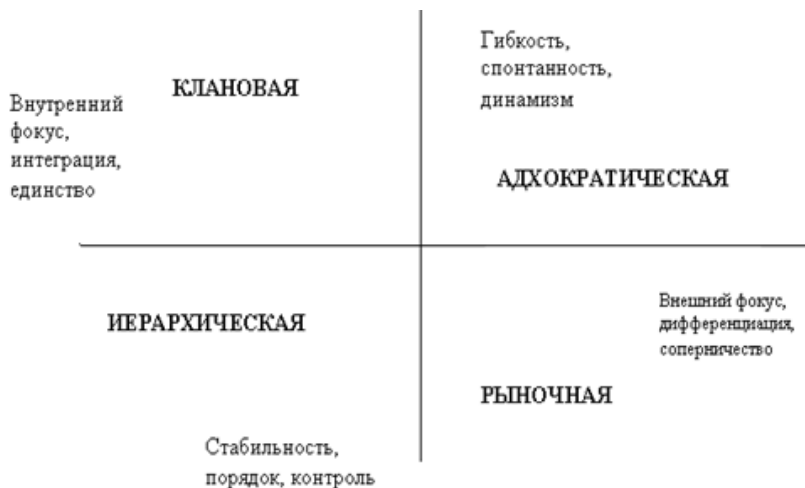 КЛАНОВАЯ
Внутренний
фокус,
интеграция,
единство
Гибкость,
спонтанность,
динамизм
АДХОКРАТИЧЕСКАЯ
ИЕРАРХИЧЕСКАЯ
Стабильность,
порядок, контроль
Внешний фокус,
дифференциация,
соперничество
РЫНОЧНАЯ